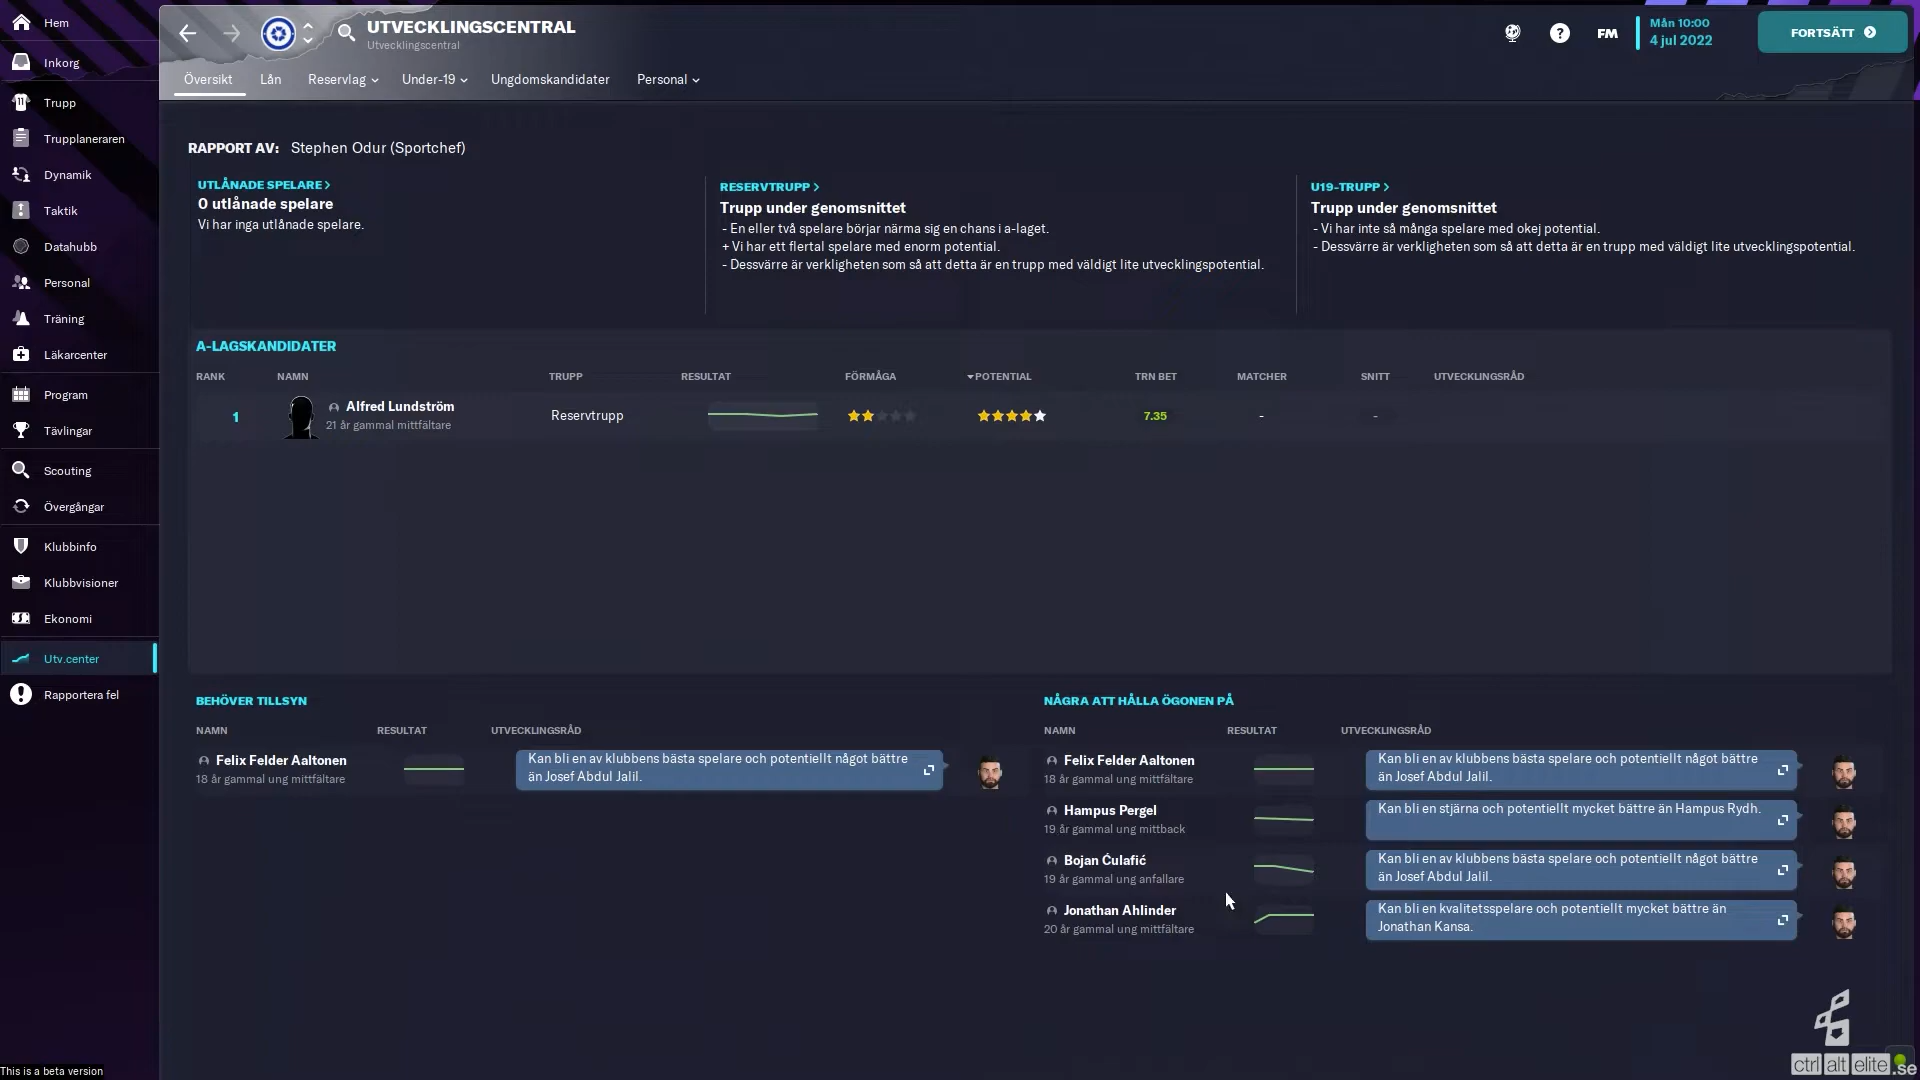 Hem
Inkorg
Trupp
Trupplaneraren
Dynamik
Taktik
Datahubb
Personal
Träning
Läkarcenter
Program
Tävlingar
Scouting
Övergångar
Klubbinfo
Klubbvisioner
Ekonomi
Utv.center
Rapportera fel
This is a beta version
UTVECKLINGSCENTRAL
Utvecklingscentral
FM
Mån 10:00
4 jul 2022
FORTSÄTT
Översikt Lån Reservlag Under-19 Ungdomskandidater Personal
RAPPORT AV: Stephen Odur (Sportchef)
UTLÅNADE SPELARE >
0 utlånade spelare
Vi har inga utlånade spelare.
RESERVTRUPP >
Trupp under genomsnittet
- En eller två spelare börjar närma sig en chans i a-laget.
+ Vi har ett flertal spelare med enorm potential.
- Dessvärre är verkligheten som så att detta är en trupp med väldigt lite utvecklingspotential.
U19-TRUPP >
Trupp under genomsnittet
- Vi har inte så många spelare med okej potential.
- Dessvärre är verkligheten som så att detta är en trupp med väldigt lite utvecklingspotential.
A-LAGSKANDIDATER
RANK NAMN TRUPP RESULTAT FÖRMÅGA POTENTIAL TRN BET MATCHER SNITT UTVECKLINGSRÅD
1 Alfred Lundström Reservtrupp 7.35 - -
21 år gammal mittfältare
BEHÖVER TILLSYN
NAMN RESULTAT UTVECKLINGSRÅD
Felix Felder Aaltonen
18 år gammal ung mittfältare
Kan bli en av klubbens bästa spelare och potentiellt något bättre
än Josef Abdul Jalil.
NÅGRA ATT HÅLLA ÖGONEN PÅ
NAMN RESULTAT UTVECKLINGSRÅD
Felix Felder Aaltonen
18 år gammal ung mittfältare
Kan bli en av klubbens bästa spelare och potentiellt något bättre
än Josef Abdul Jalil.
Hampus Pergel
19 år gammal ung mittback
Kan bli en stjärna och potentiellt mycket bättre än Hampus Rydh.
Bojan Ćulafić
19 år gammal ung anfallare
Kan bli en av klubbens bästa spelare och potentiellt något bättre
än Josef Abdul Jalil.
Jonathan Ahlinder
20 år gammal ung mittfältare
Kan bli en kvalitetsspelare och potentiellt mycket bättre än
Jonathan Kansa.
ctrl alt elite .se